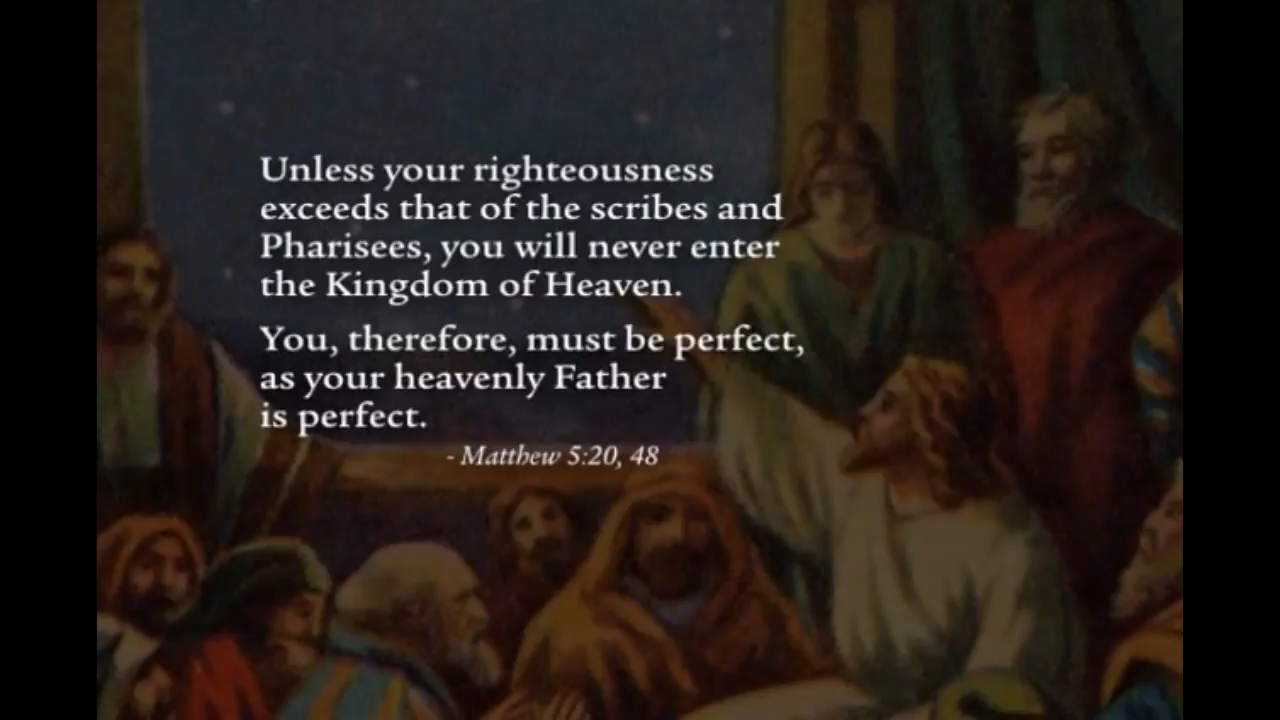 Unless your righteousness
exceeds that of the scribes and
Pharisees, you will never enter
the Kingdom of Heaven.
You, therefore, must be perfect,
as your heavenly Father
is perfect.
- Matthew 5:20, 48